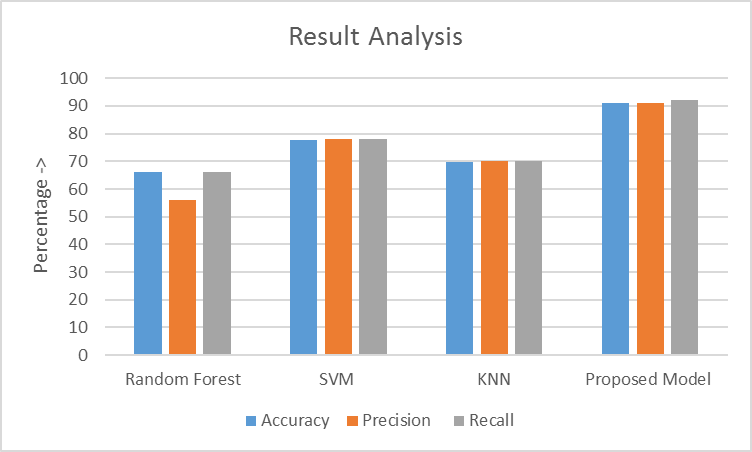 Result Analysis
Percentage ->
100
90
80
70
60
50
40
30
20
10
0
Random Forest SVM KNN Proposed Model
Accuracy Precision Recall